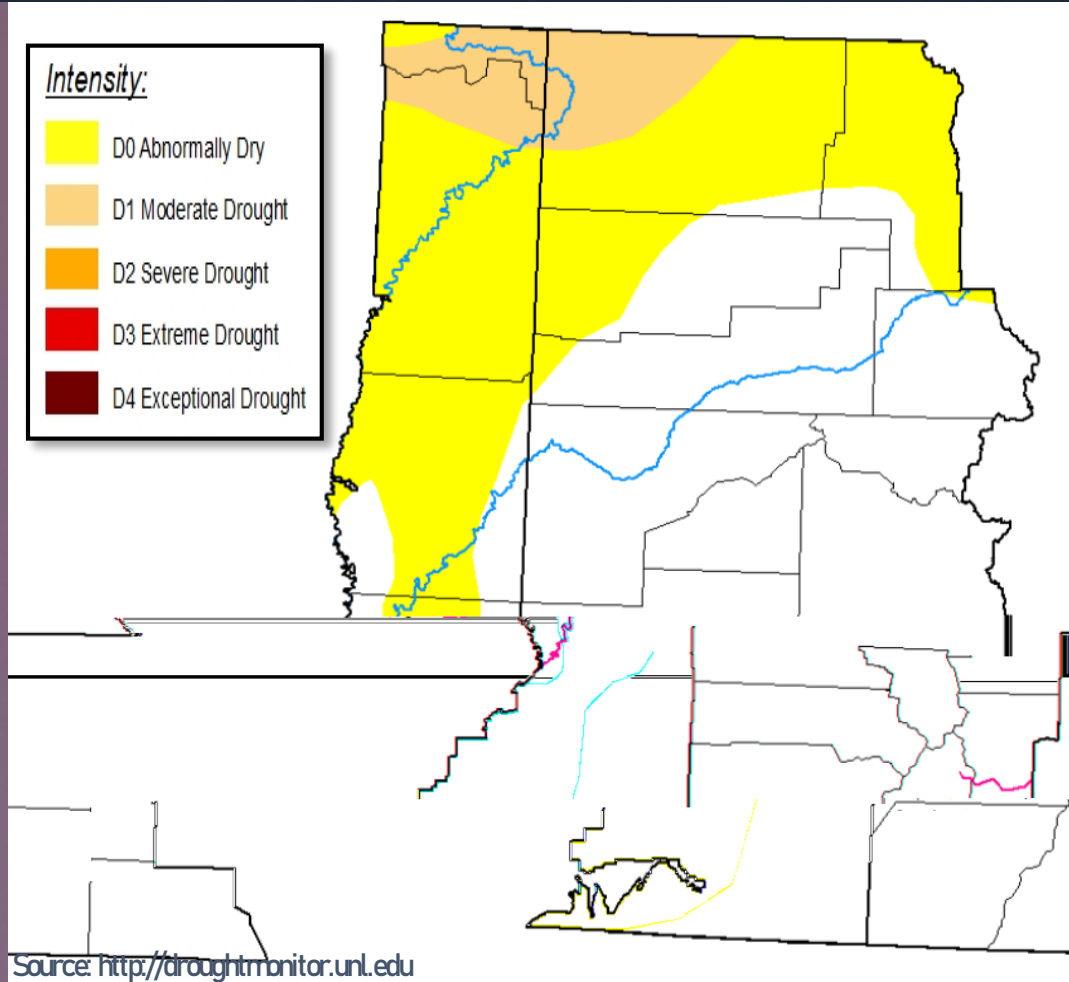 Intensity:
D0 Abnormally Dry
D1 Moderate Drought
D2 Severe Drought
D3 Extreme Drought
D4 Exceptional Drought
Source: http://droughtmonitor.unl.edu